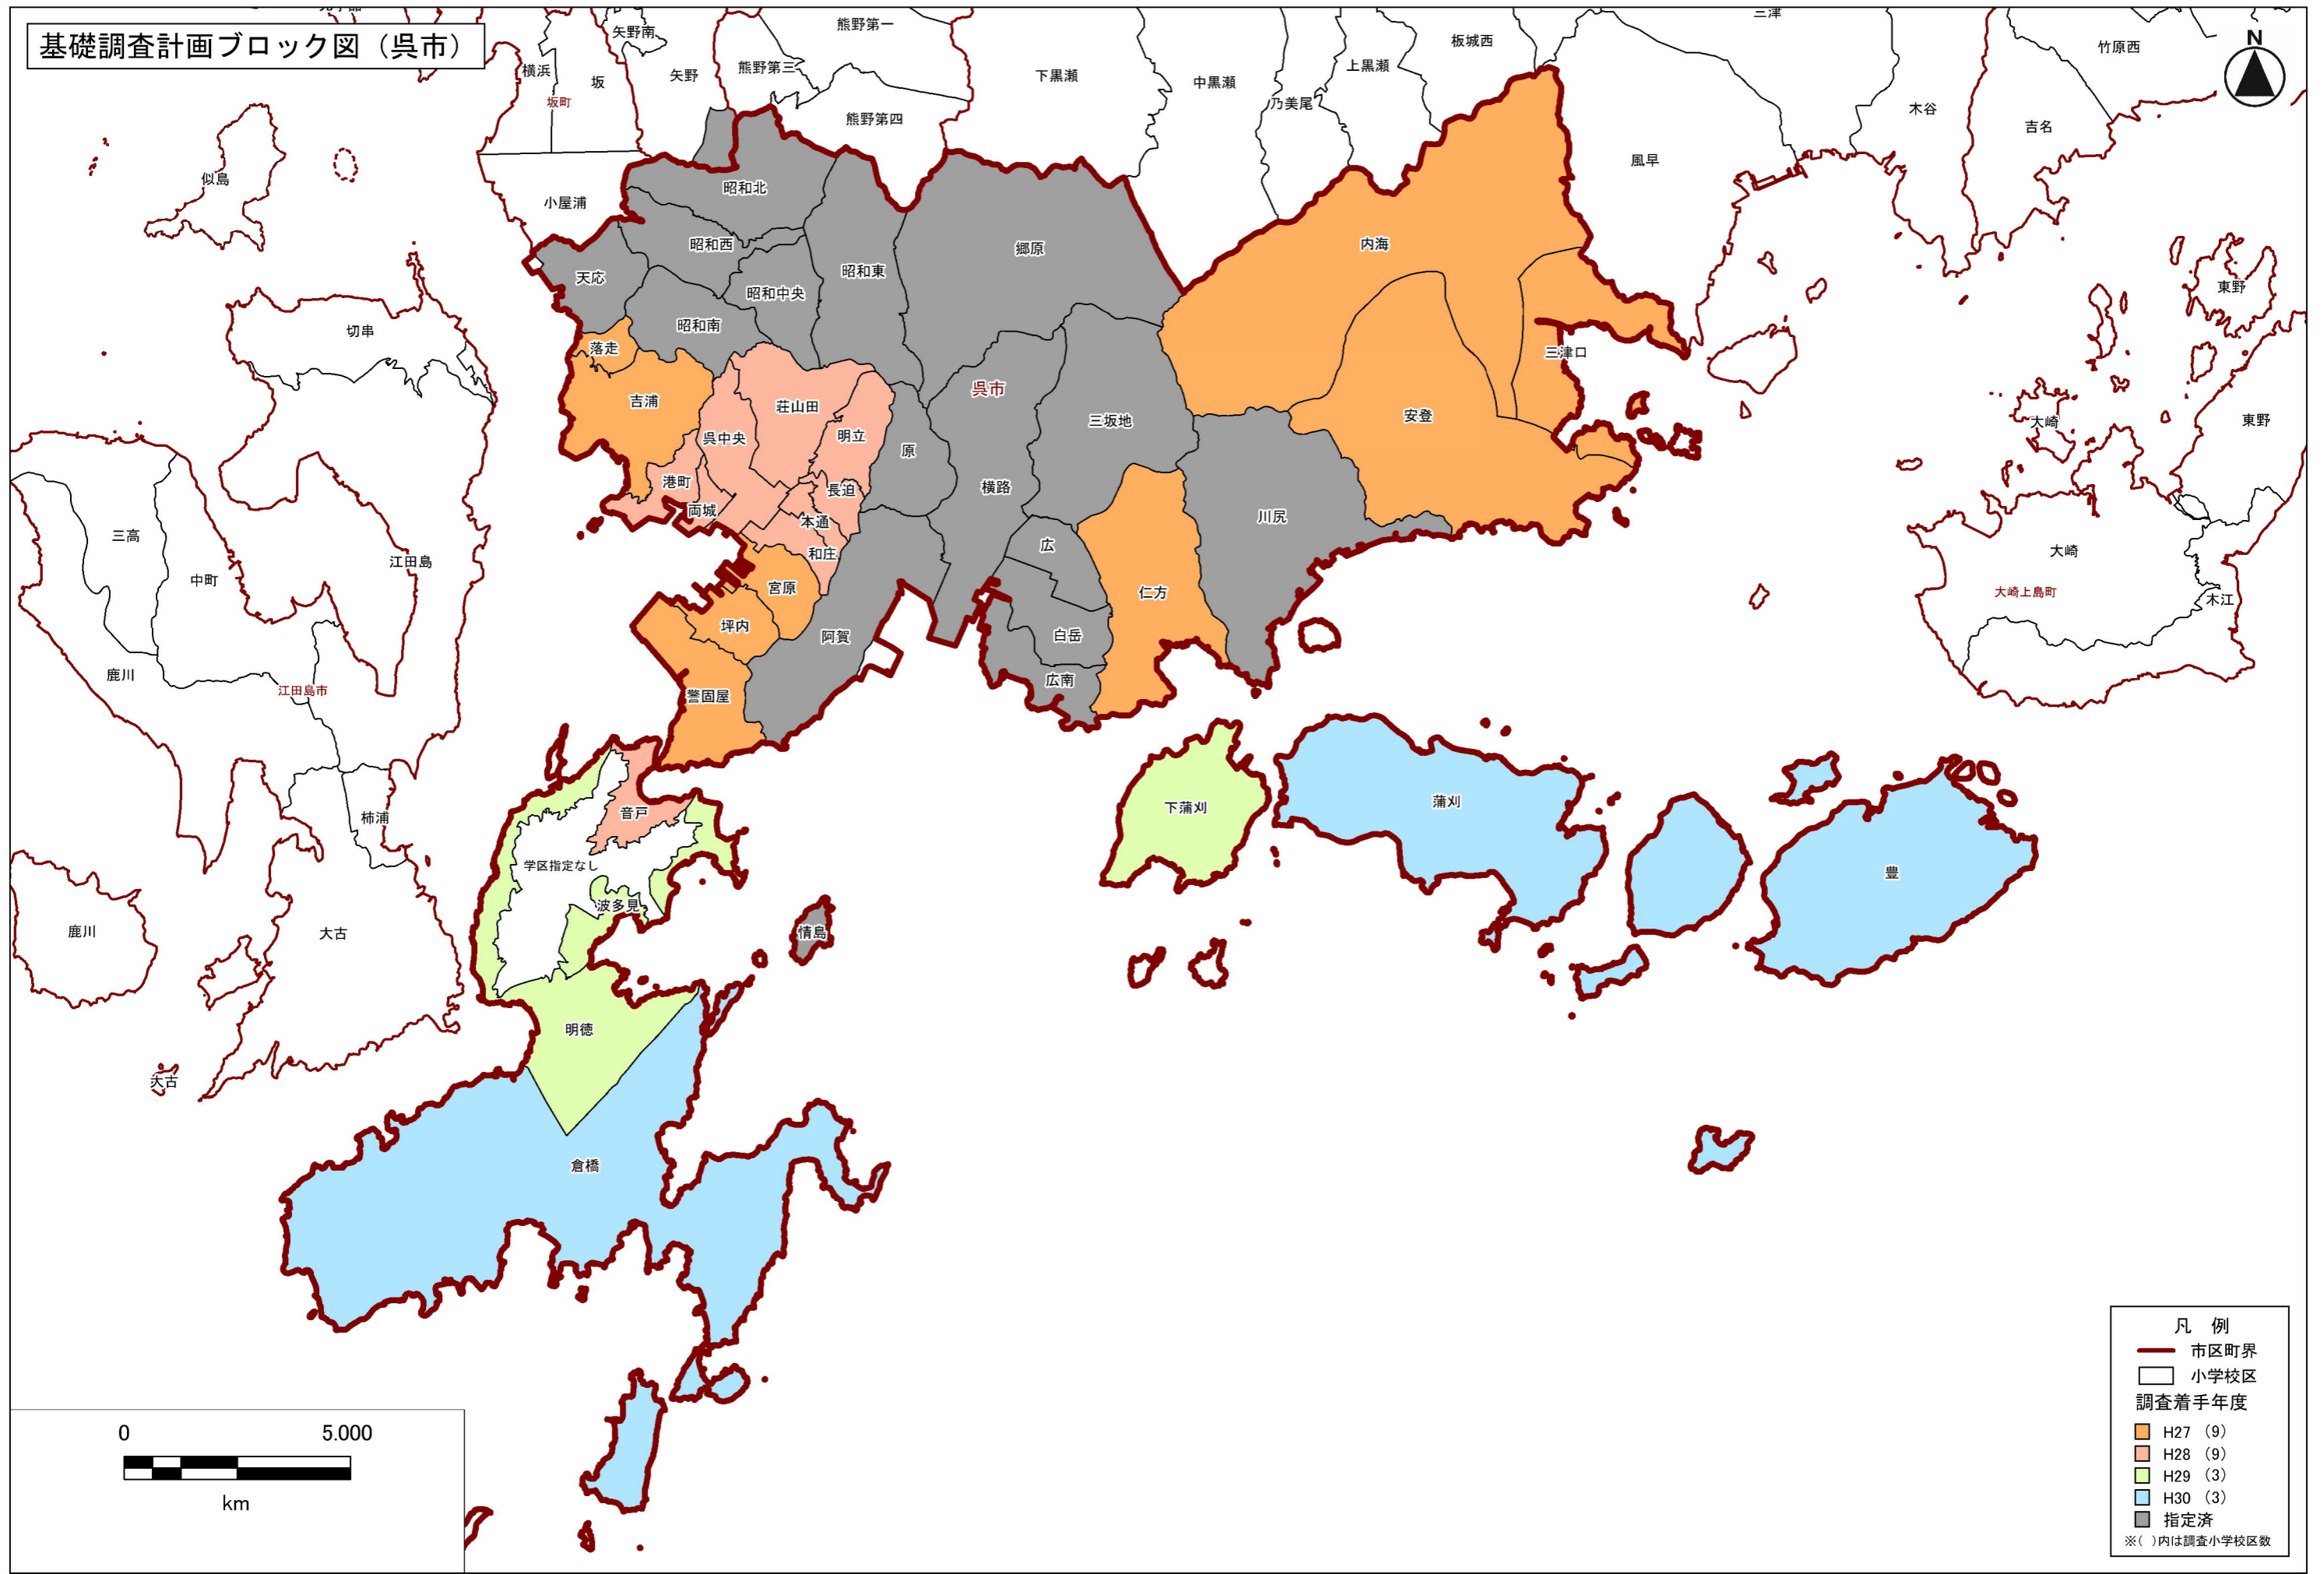 基礎調査計画ブロック図（呉市）
三津
熊野第一
矢野南
板城西
竹原西
N
横浜
坂
矢野
熊野第三
下黒瀬
中黒瀬
上黒瀬
坂町
乃美尾
木谷
熊野第四
吉名
風早
似島
昭和北
小屋浦
昭和西
内海
郷原
天応
昭和東
昭和中央
東野
切串
昭和南
落走
三津口
呉市
吉浦
荘山田
安登
三坂地
大崎
東野
呉中央
明立
原
港町
長迫
横路
両城
本通
川尻
三高
広
大崎
和庄
江田島
中町
宮原
仁方
大崎上島町
木江
坪内
阿賀
白岳
鹿川
広南
江田島市
警固屋
下蒲刈
蒲刈
音戸
柿浦
学区指定なし
豊
波多見
鹿川
大古
情島
明徳
大古
倉橋
凡 例
市区町界
小学校区
調査着手年度
H27 （9）
H28 （9）
H29 （3）
H30 （3）
指定済
※( )内は調査小学校区数
0 5.000
km